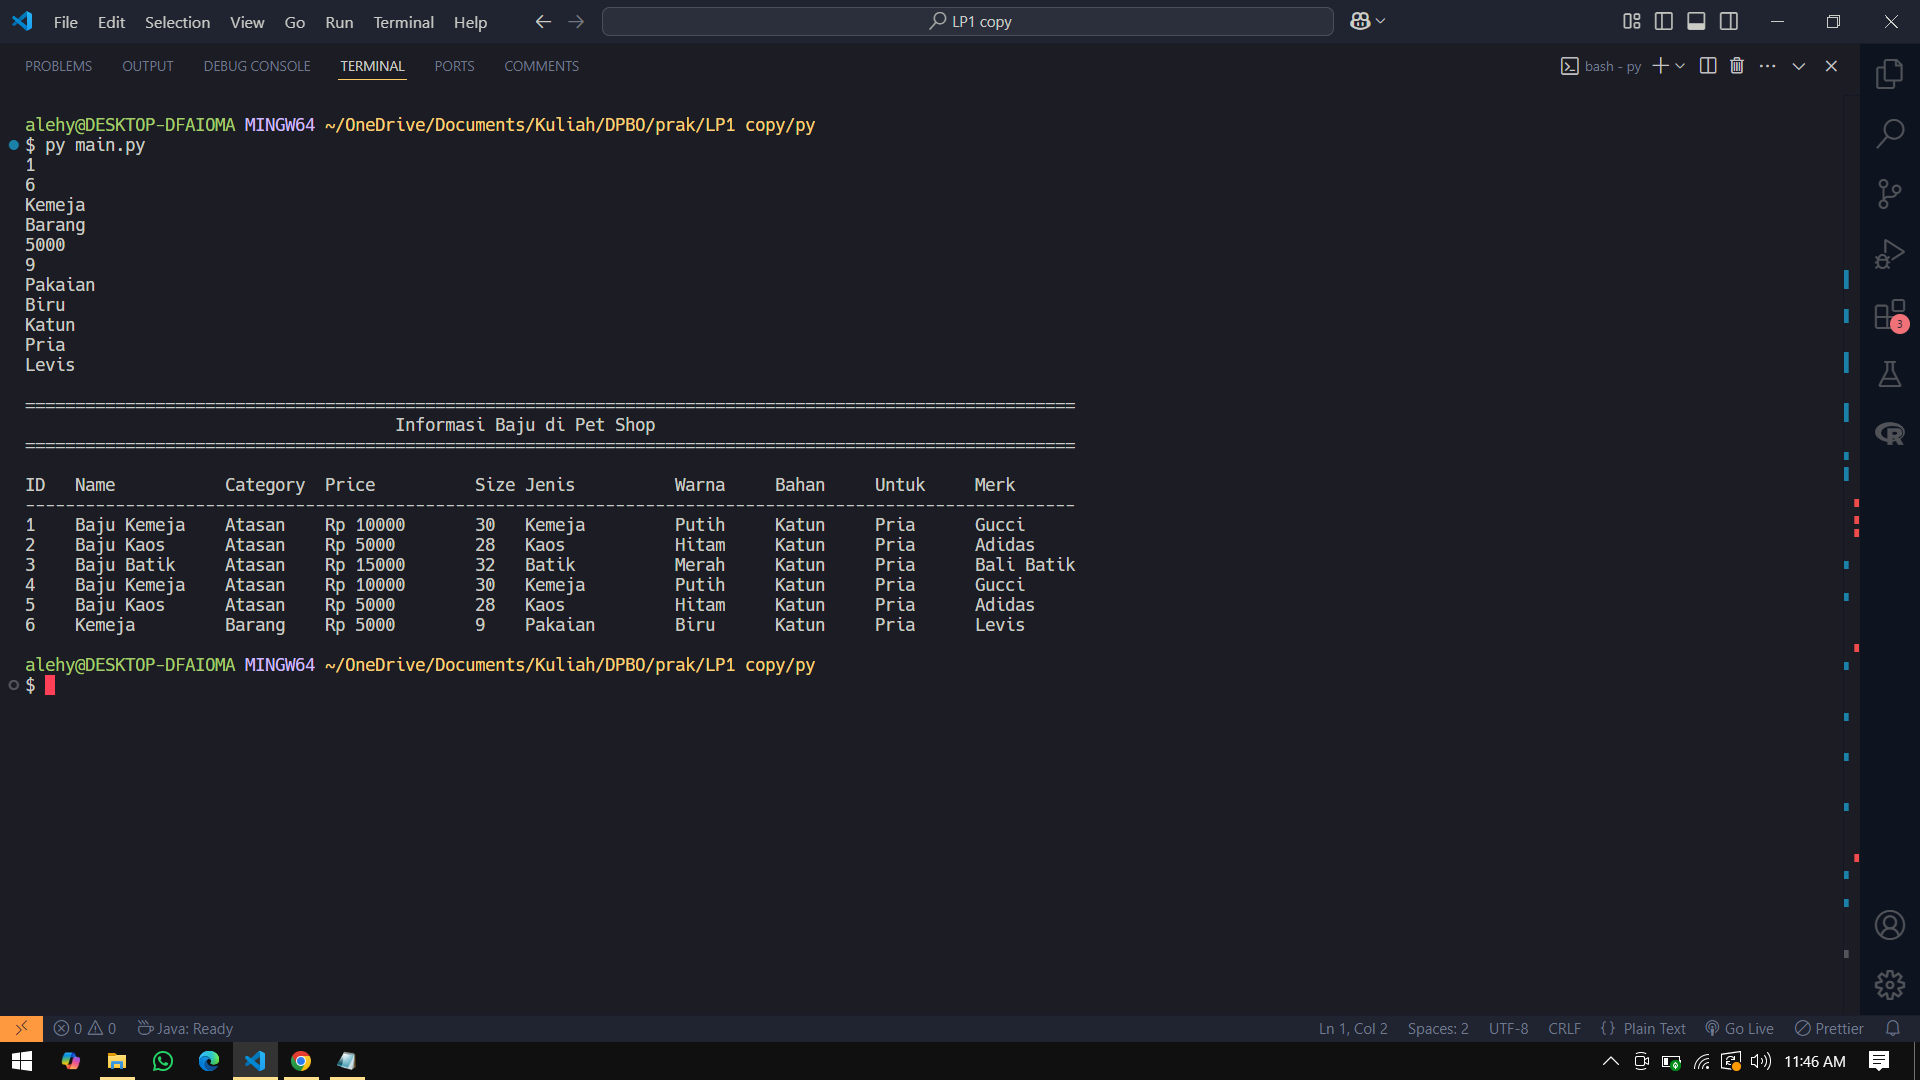 File Edit Selection View Go Run Terminal Help LP1 copy
PROBLEMS OUTPUT DEBUG CONSOLE TERMINAL PORTS COMMENTS bash - py
alehy@DESKTOP-DFAIOMA MINGW64 ~/OneDrive/Documents/Kuliah/DPBO/prak/LP1 copy/py
$ py main.py
1
6
Kemeja
Barang
5000
9
Pakaian
Biru
Katun
Pria
Levis
=========================================================================================================
Informasi Baju di Pet Shop
=========================================================================================================
ID Name Category Price Size Jenis Warna Bahan Untuk Merk
---------------------------------------------------------------------------------------------------------
1 Baju Kemeja Atasan Rp 10000 30 Kemeja Putih Katun Pria Gucci
2 Baju Kaos Atasan Rp 5000 28 Kaos Hitam Katun Pria Adidas
3 Baju Batik Atasan Rp 15000 32 Batik Merah Katun Pria Bali Batik
4 Baju Kemeja Atasan Rp 10000 30 Kemeja Putih Katun Pria Gucci
5 Baju Kaos Atasan Rp 5000 28 Kaos Hitam Katun Pria Adidas
6 Kemeja Barang Rp 5000 9 Pakaian Biru Katun Pria Levis
alehy@DESKTOP-DFAIOMA MINGW64 ~/OneDrive/Documents/Kuliah/DPBO/prak/LP1 copy/py
$
3
R
0 0 Java: Ready Ln 1, Col 2 Spaces: 2 UTF-8 CRLF {} Plain Text Go Live Prettier
11:46 AM